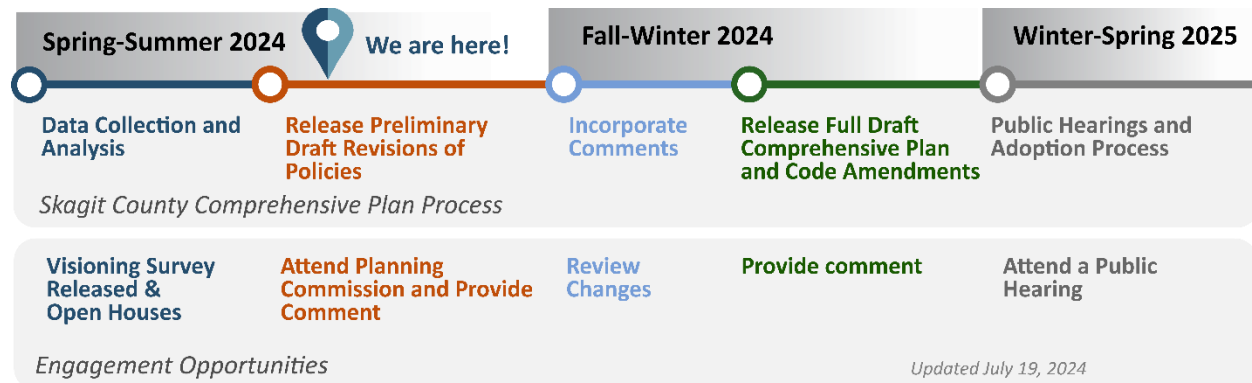 Spring-Summer 2024
We are here!
Fall-Winter 2024
Winter-Spring 2025
Data Collection and
Analysis
Release Preliminary
Draft Revisions of
Policies
Incorporate
Comments
Release Full Draft
Comprehensive Plan
and Code Amendments
Public Hearings and
Adoption Process
Skagit County Comprehensive Plan Process
Visioning Survey
Released &
Open Houses
Attend Planning
Commission and Provide
Comment
Review
Changes
Provide comment
Attend a Public
Hearing
Engagement Opportunities
Updated July 19, 2024